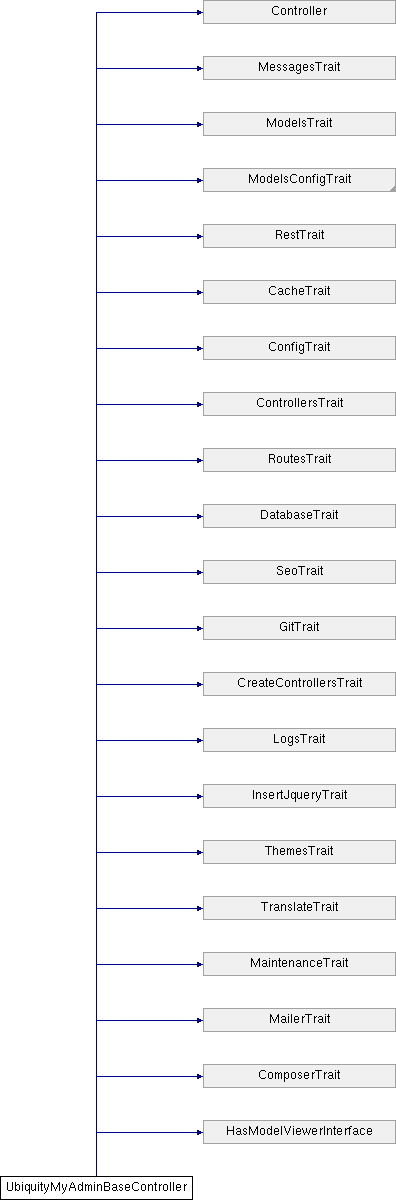 Controller
MessagesTrait
ModelsTrait
ModelsConfigTrait
RestTrait
CacheTrait
ConfigTrait
ControllersTrait
RoutesTrait
DatabaseTrait
SeoTrait
GitTrait
CreateControllersTrait
LogsTrait
InsertJqueryTrait
ThemesTrait
TranslateTrait
MaintenanceTrait
MailerTrait
ComposerTrait
HasModelViewerInterface
UbiquityMyAdminBaseController